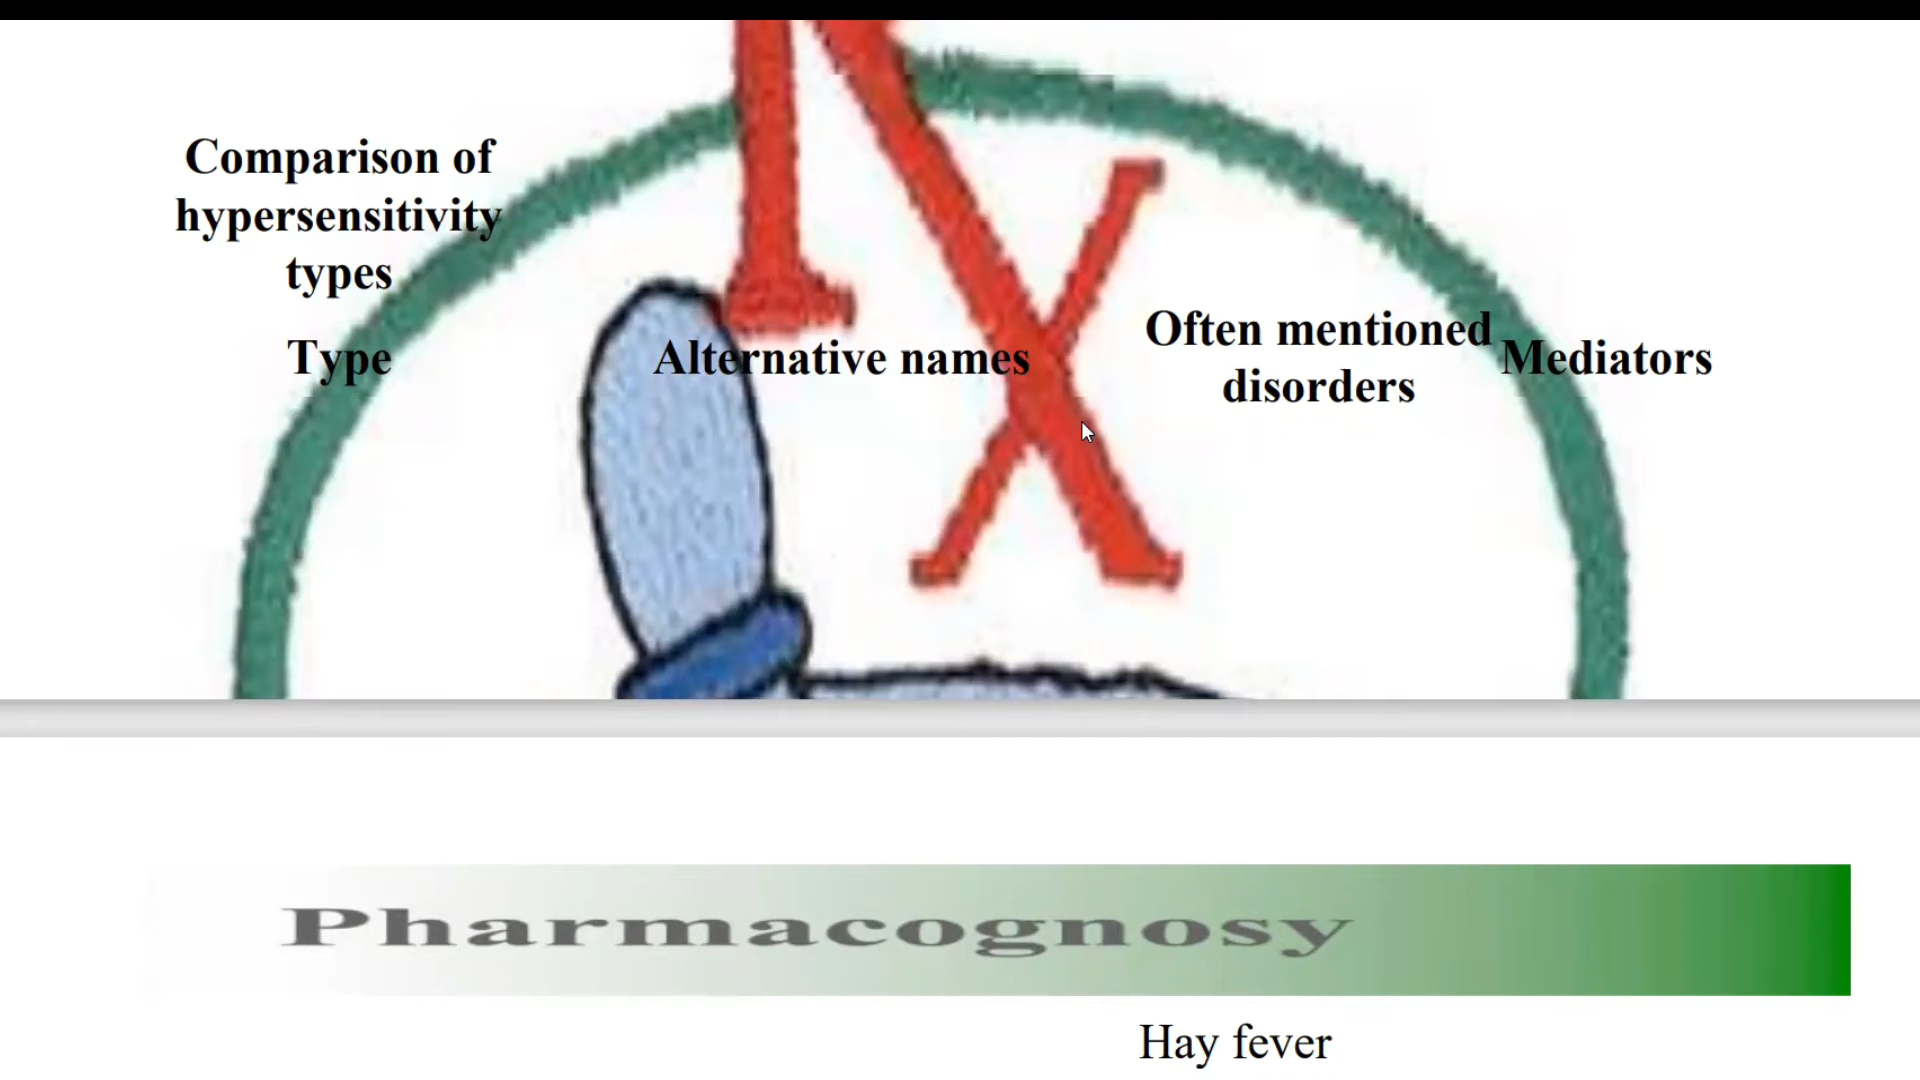 Comparison of
hypersensitivity
types
Type
Alternative names
Often mentioned
disorders
Mediators
Pharmacognosy
Hay fever